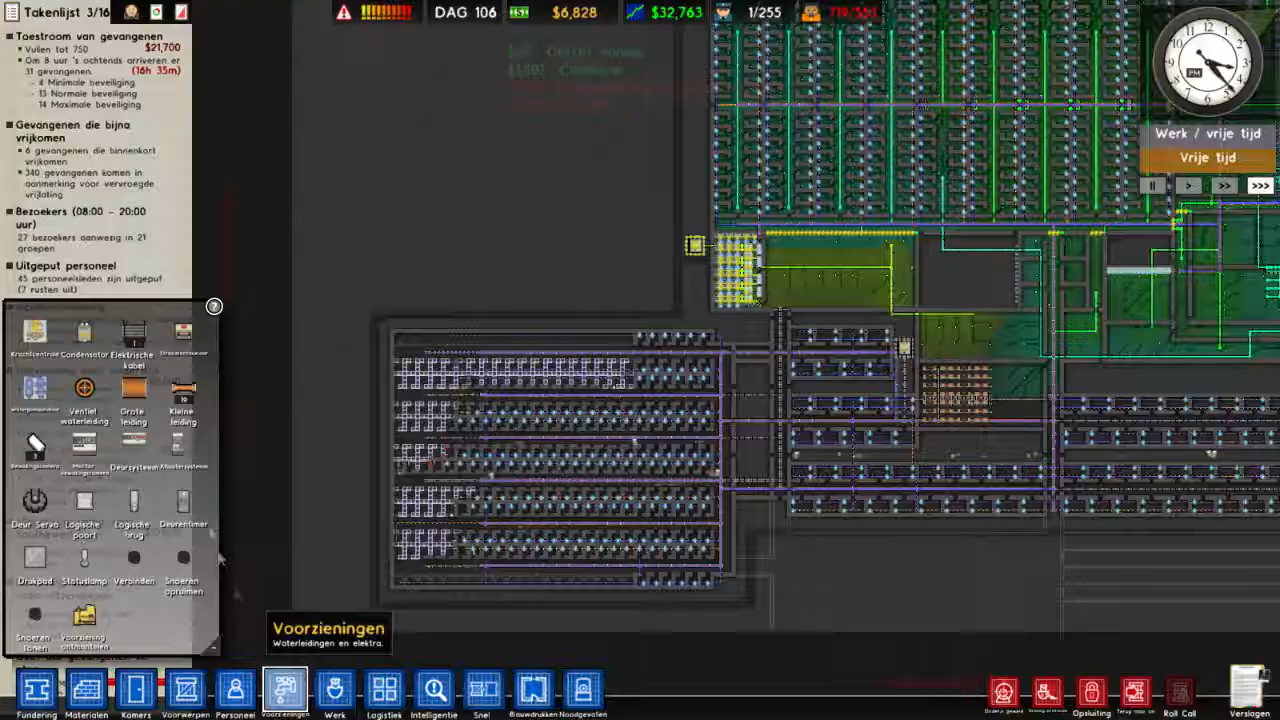 Takenlijst 3/16
DAG 106
$6,828
$32,763
1/255
719/551
Toestroom van gevangenen
Vullen tot 750
$21,700
Om 8 uur 's ochtends arriveren er
31 gevangenen.
(16h 35m)
- 4 Minimale beveiliging
- 13 Normale beveiliging
14 Maximale beveiliging
Gevangenen die bijna
vrijkomen
6 gevangenen die binnenkort
vrijkomen
340 gevangenen komen in
aanmerking voor vervroegde
vrijlating
Bezoekers (08:00 - 20:00
uur)
27 bezoekers aanwezig in 21
groepen
Uitgeput personeel
45 personeelsleden zijn uitgeput
(7 rusten uit)
PM
Werk / vrije tijd
Vrije tijd
?
Krachtcentrale
Condensator
Elektrische
kabel
Ventiel
waterleiding
Grote
leiding
Kleine
leiding
Monitor
Deursysteem
Deur Servo
Logische
poort
Logische
brug
Deurentimer
Drukpad
Statuslamp
Verbinden
Snoeren
opruimen
Snoeren
tonen
Voorziening
ontmantelen
Voorzieningen
Waterleidingen en elektra.
Fundering
Materialen
Kamers
Voorwerpen
Personeel
Voorzieningen
Werk
Logistiek
Intelligentie
Snel
Blauwdrukken
Noodgevallen
Opsluiting
Roll Cal
Verslagen